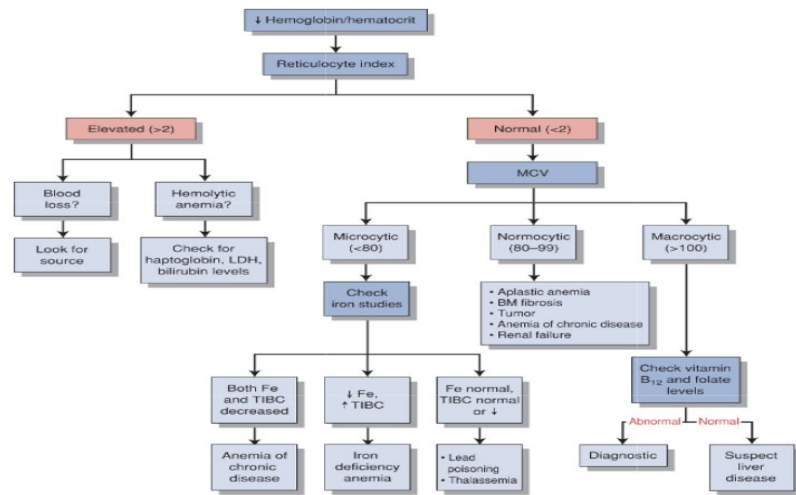 ↓ Hemoglobin/hematocrit
Reticulocyte index
Elevated (>2)
Normal (<2)
MCV
Blood
loss?
Hemolytic
anemia?
Look for
source
Check for
haptoglobin, LDH,
bilirubin levels
Microcytic
(<80)
Normocytic
(80–99)
Macrocytic
(>100)
Check
iron studies
• Aplastic anemia
• BM fibrosis
• Tumor
• Anemia of chronic disease
• Renal failure
Check vitamin
B12 and folate
levels
Both Fe
and TIBC
decreased
↓ Fe,
↑ TIBC
Fe normal,
TIBC normal
or ↓
Abnormal
Normal
Anemia of
chronic
disease
Iron
deficiency
anemia
• Lead
poisoning
• Thalassemia
Diagnostic
Suspect
liver
disease